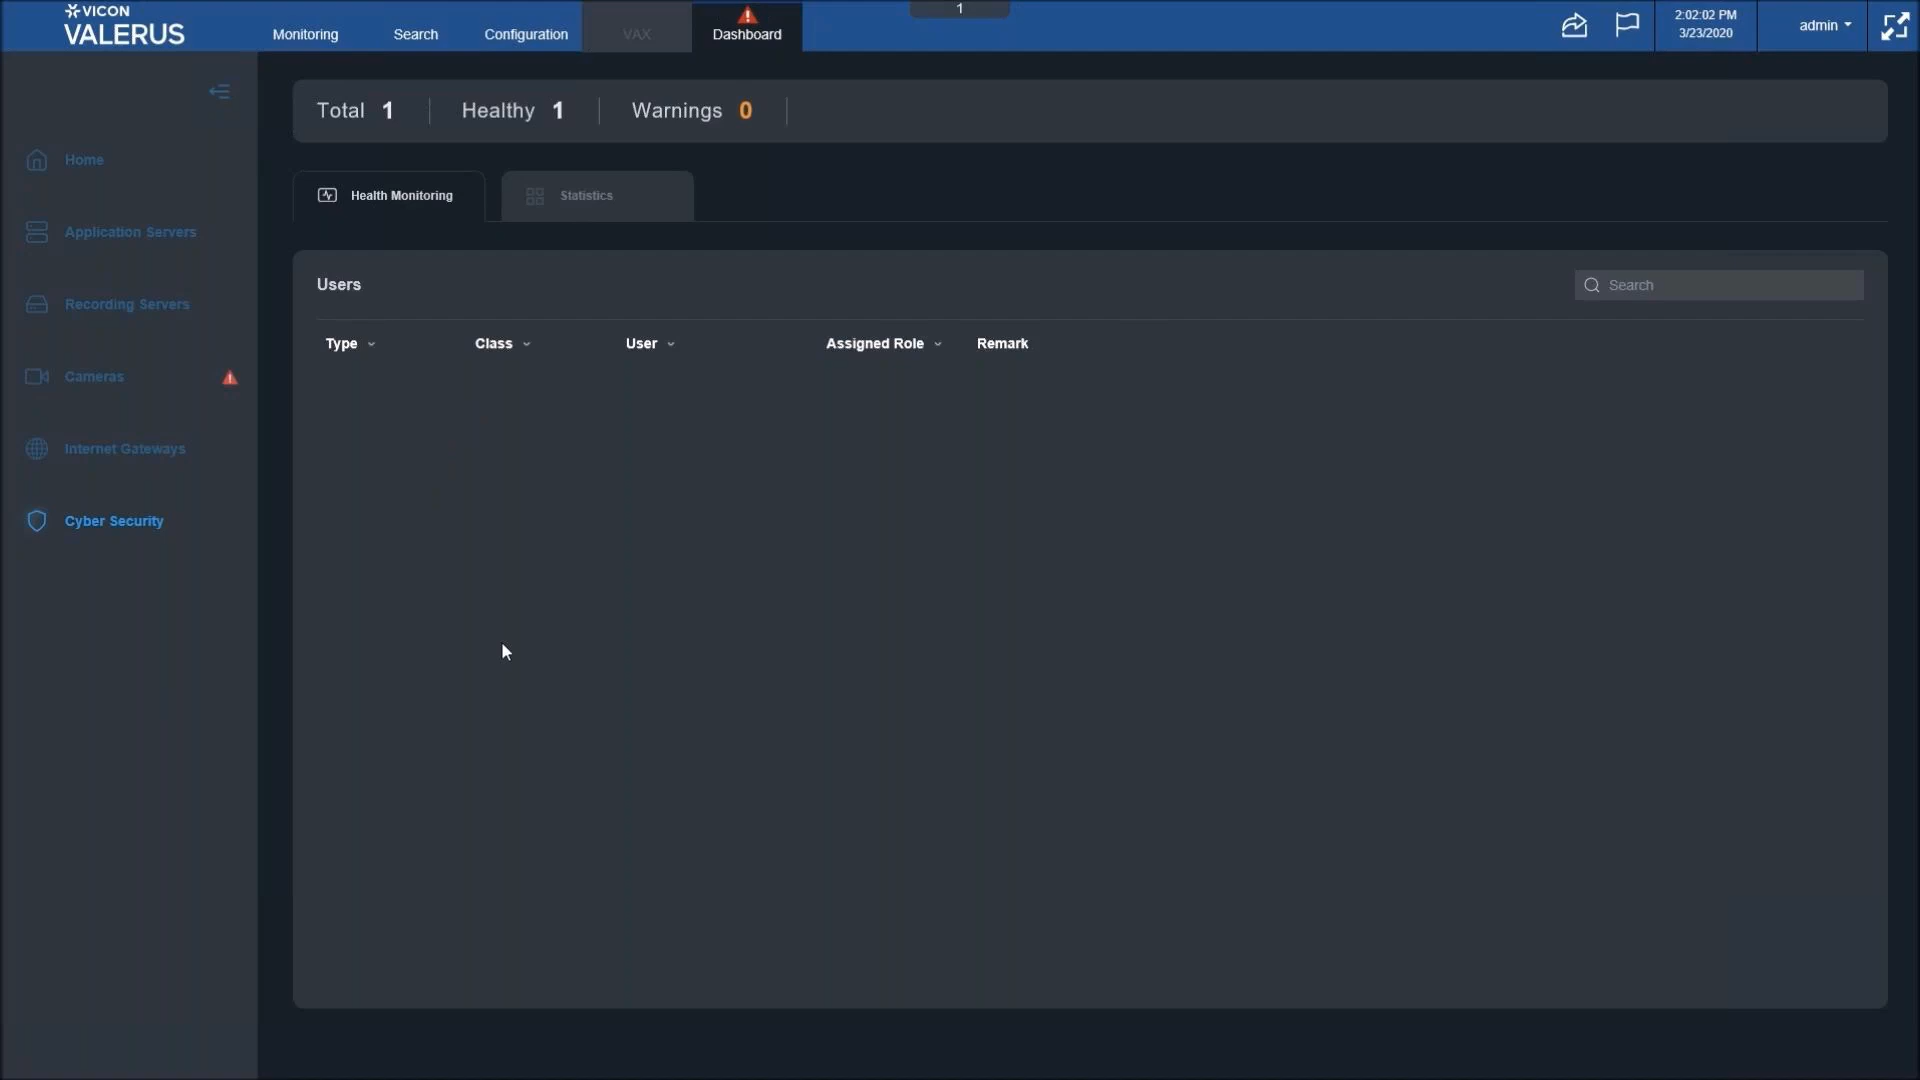 VICON
VALERUS
Monitoring
Search
Configuration
VAX
Dashboard
1
2:02:02 PM
3/23/2020
admin
Total 1
Healthy 1
Warnings 0
Home
Application Servers
Recording Servers
Cameras
Internet Gateways
Cyber Security
Health Monitoring
Statistics
Users
Search
Type
Class
User
Assigned Role
Remark